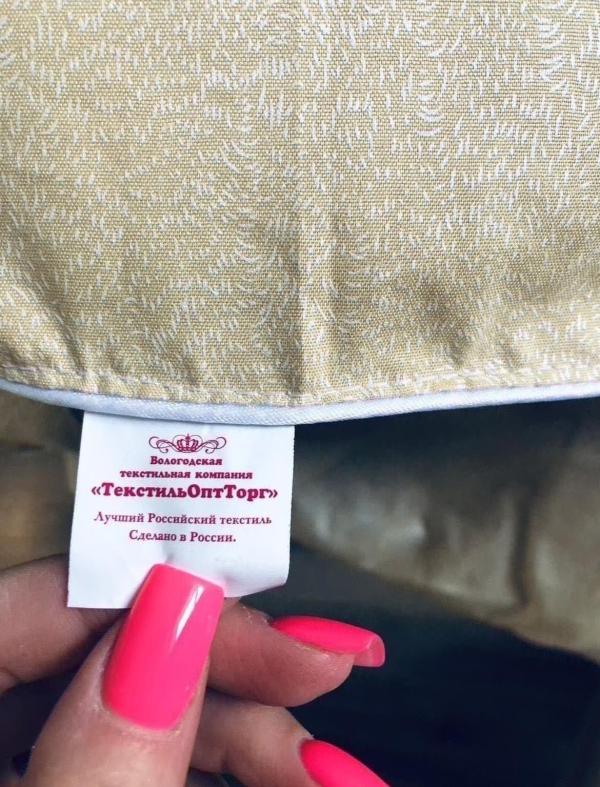 Вологодская
текстильная компания
«ТекстильОптТорг»
Лучший Российский текстиль
Сделано в России.